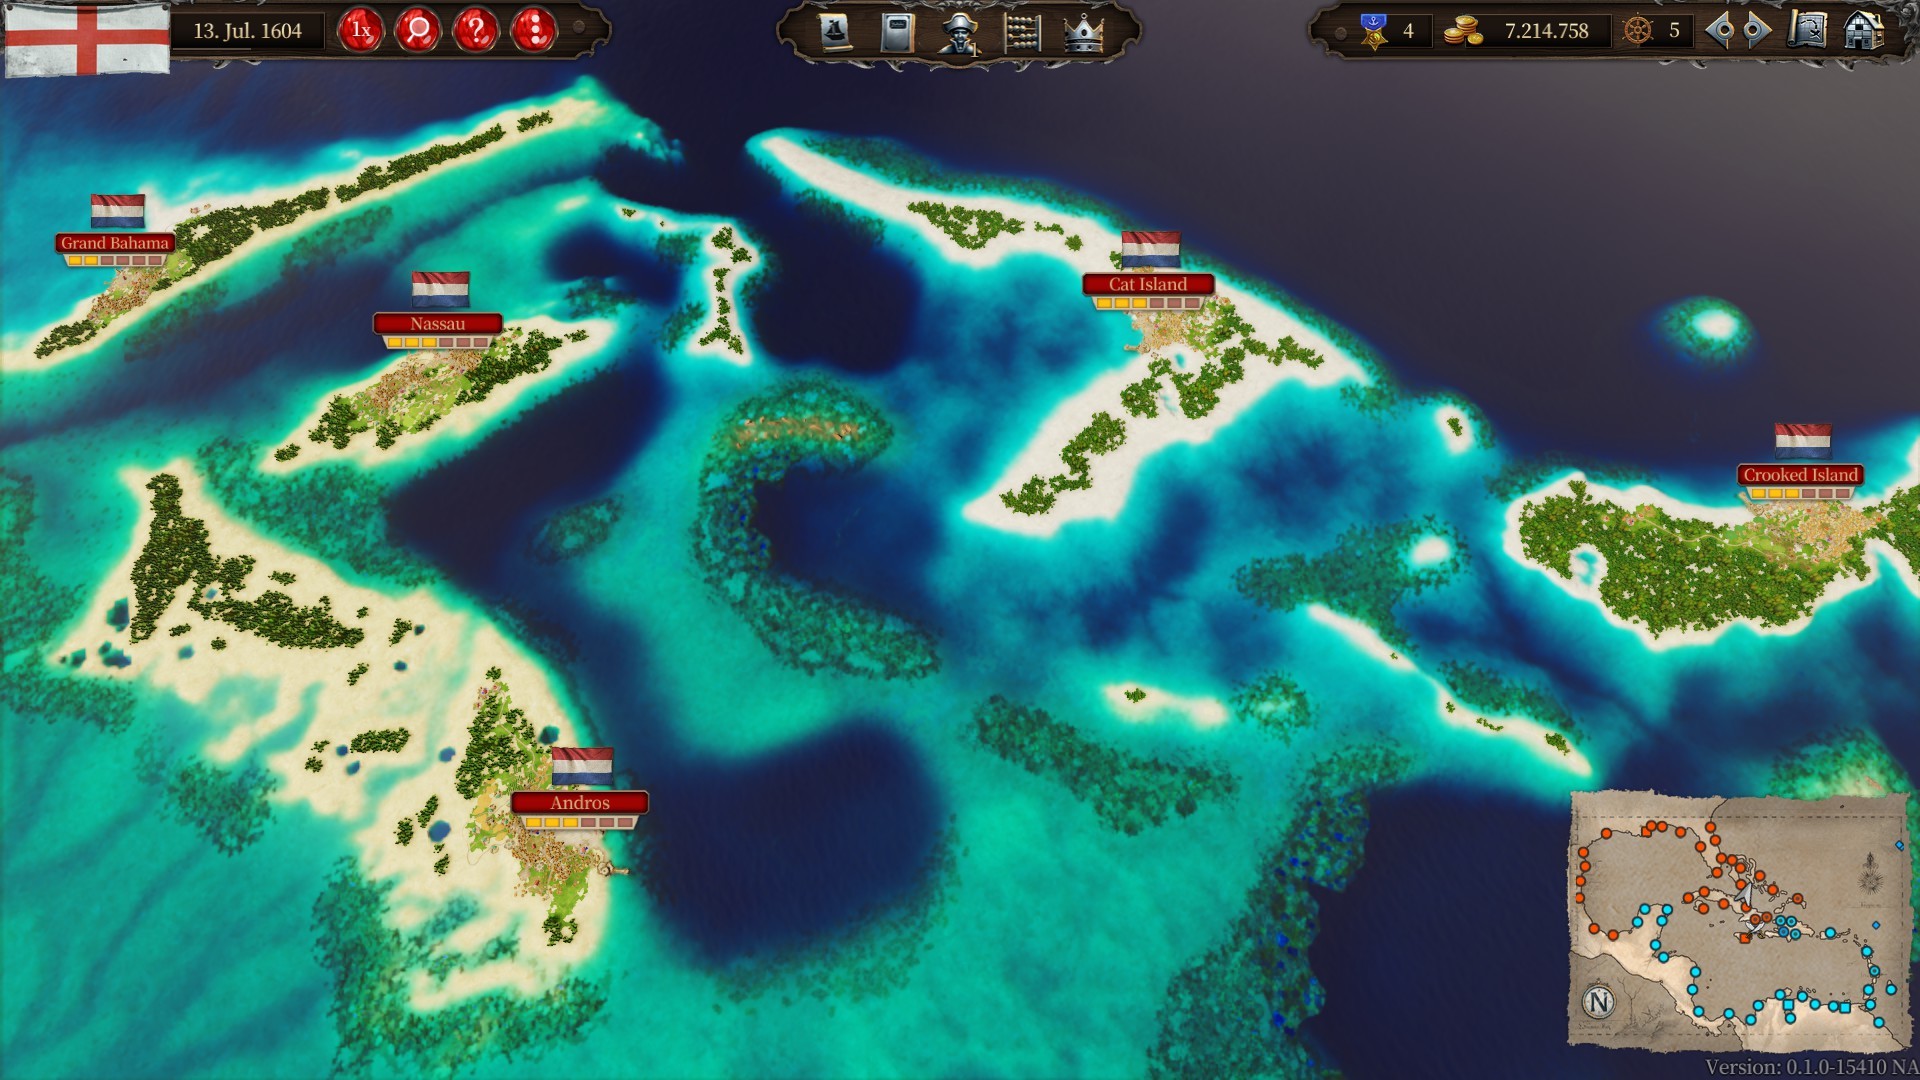 13. Jul. 1604
1x
?
1
4
7.214.758
5
Grand Bahama
Nassau
Cat Island
Crooked Island
Andros
N
Version: 0.1.0-15410 NA